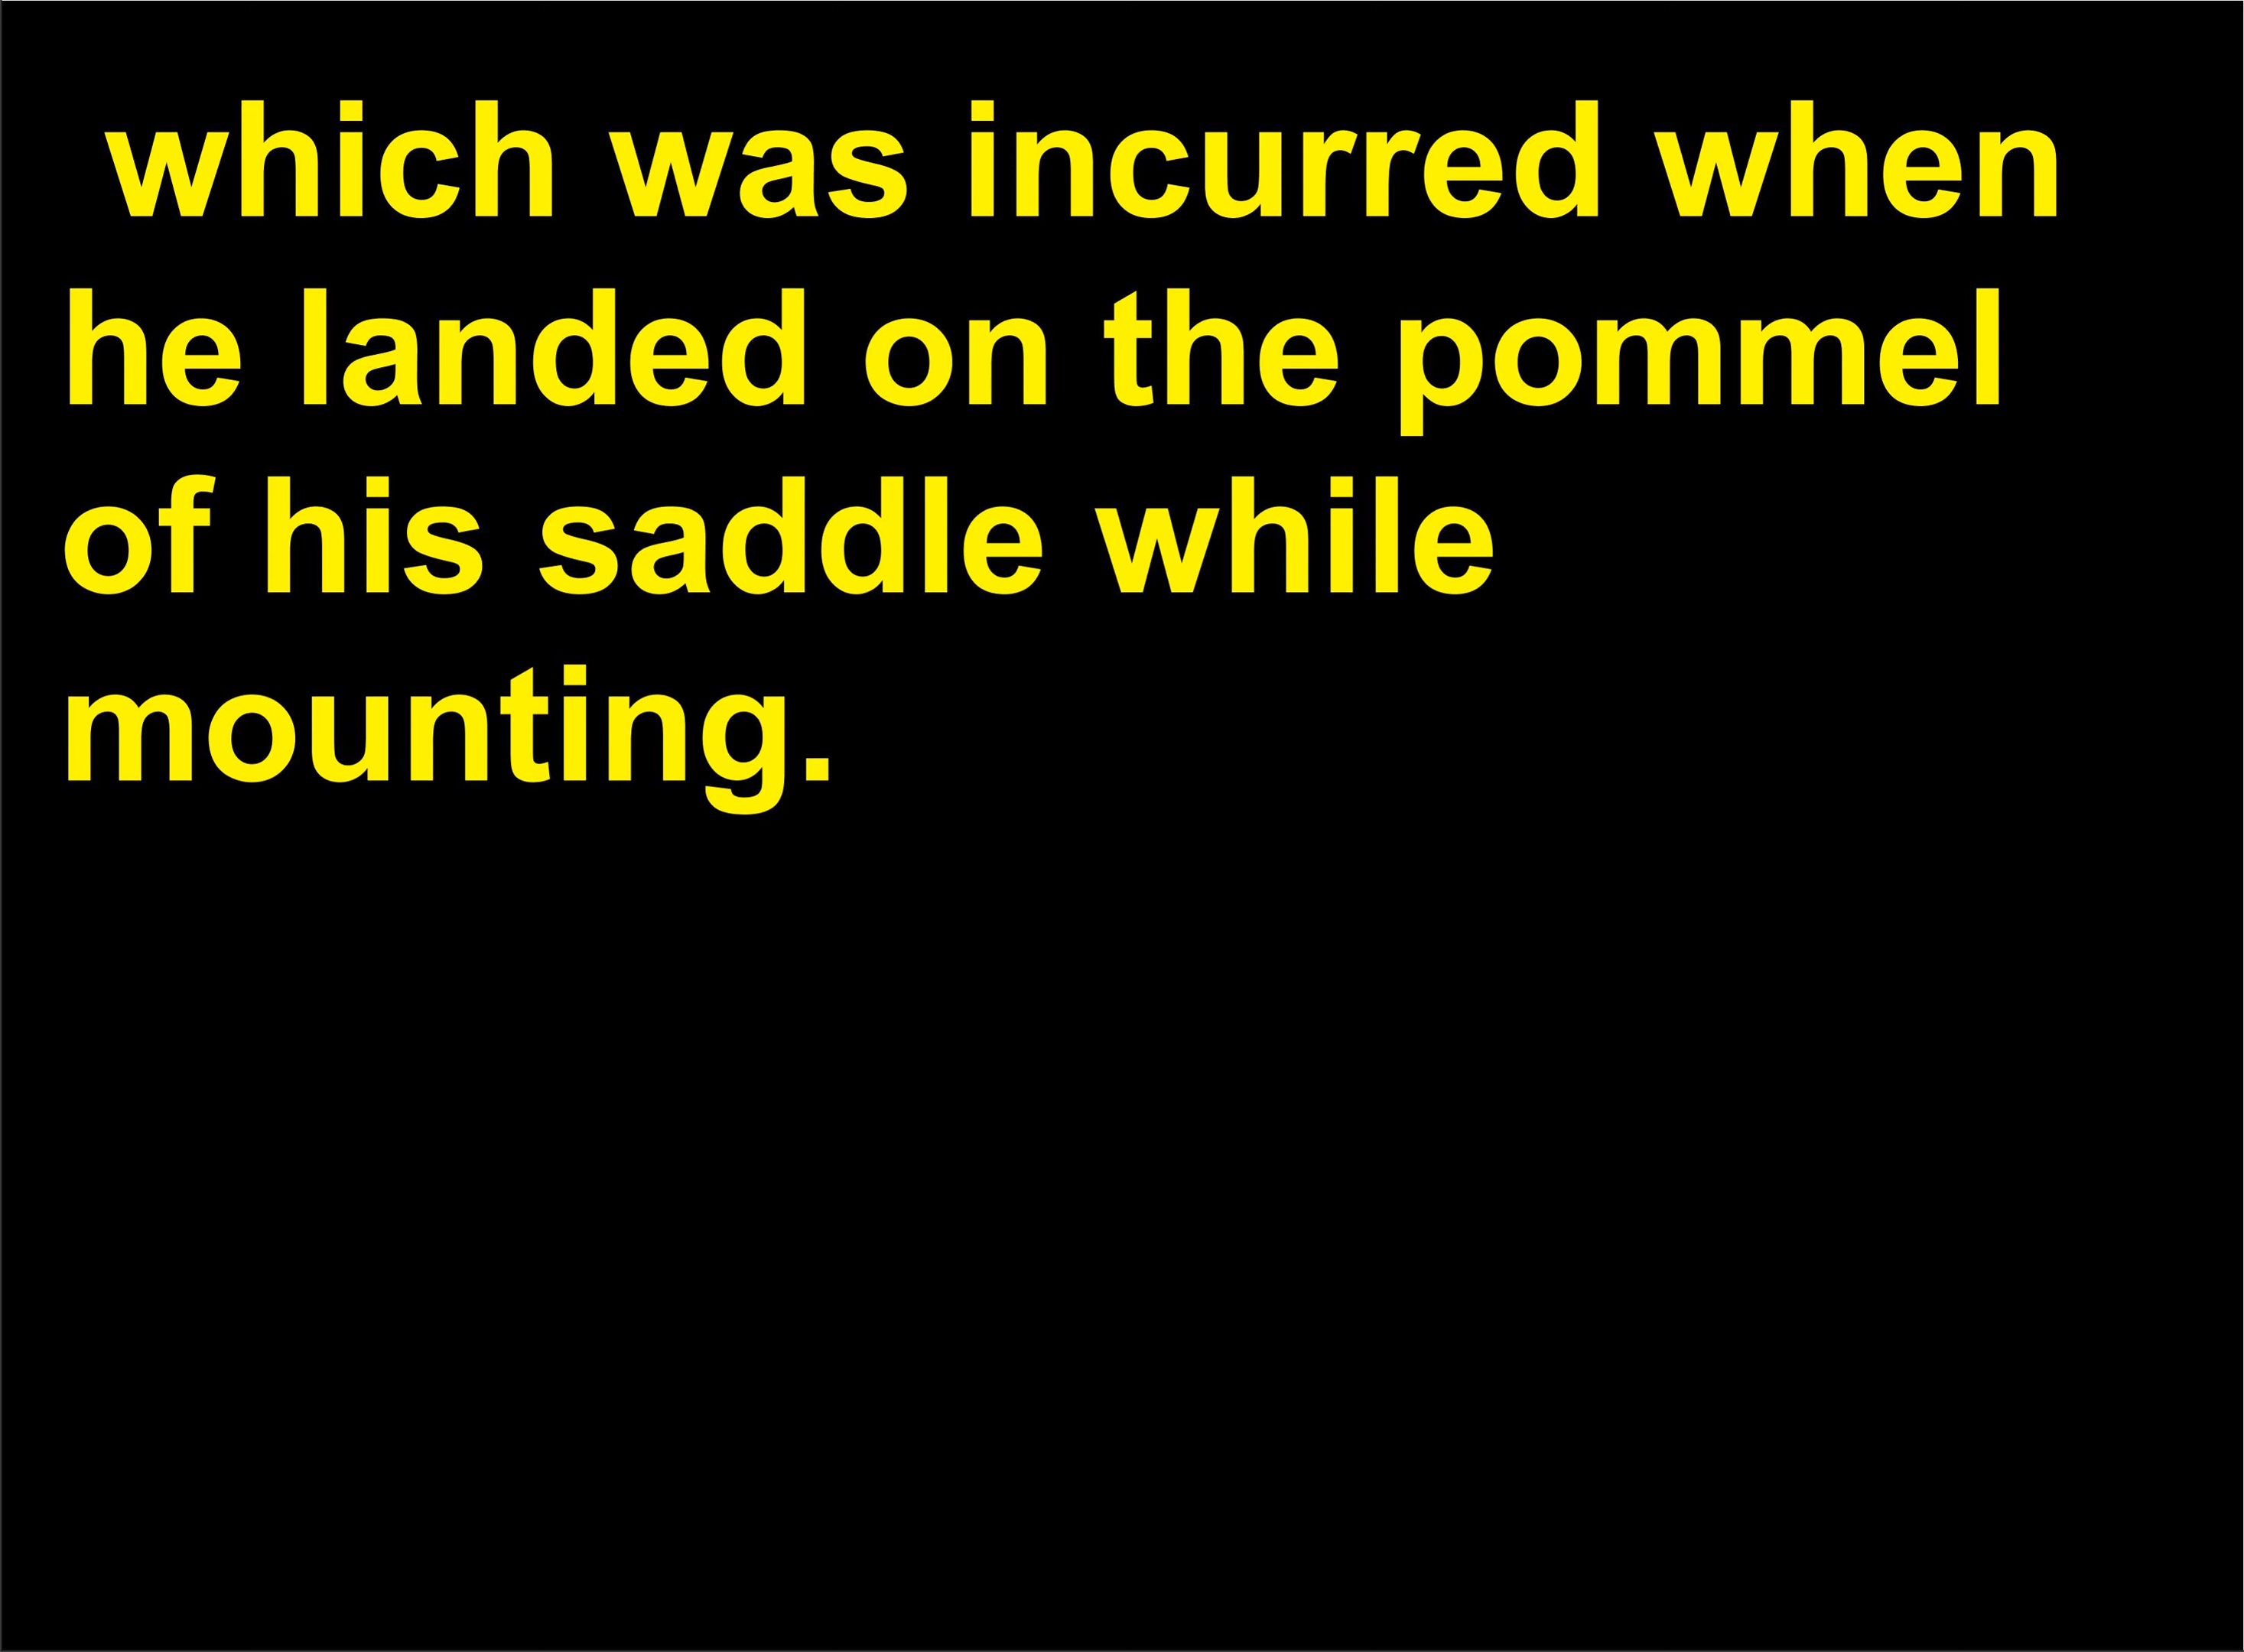 which was incurred when
he landed on the pommel
of his saddle while
mounting.